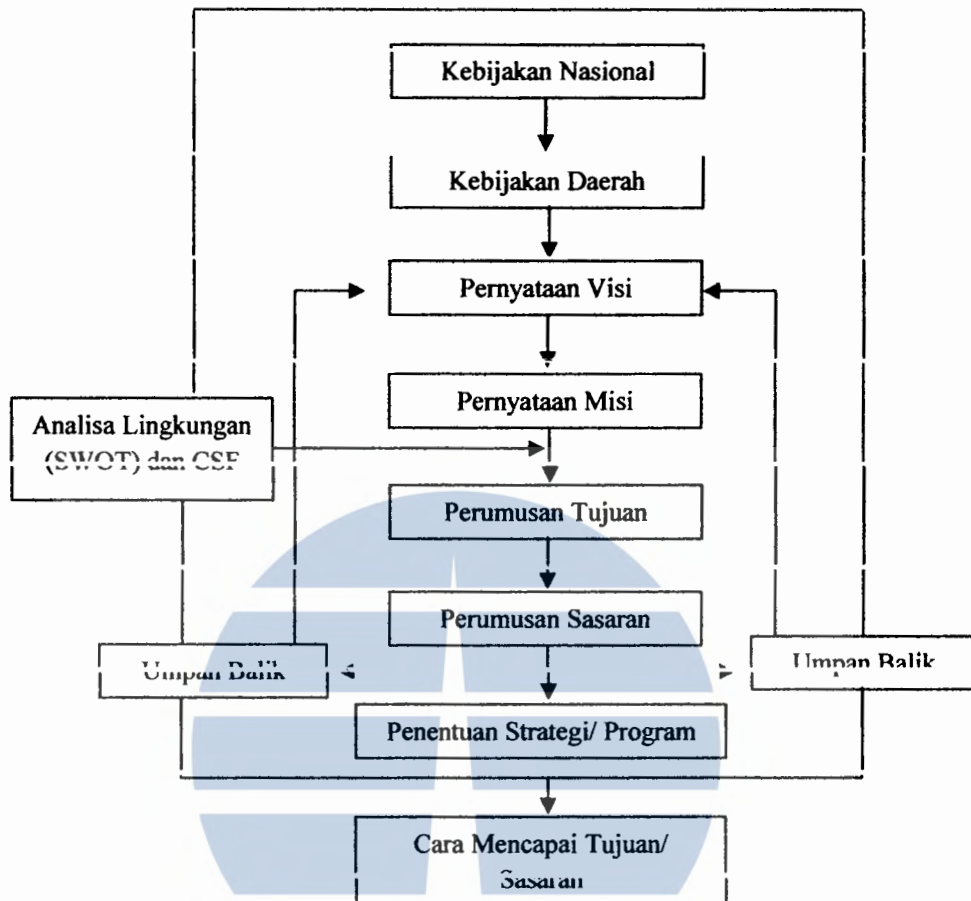 Kebijakan Nasional
Kebijakan Daerah
Pernyataan Visi
Pernyataan Misi
Analisa Lingkungan
(SWOT) dan CSF
Perumusan Tujuan
Perumusan Sasaran
Umpan Balik
Umpan Balik
Penentuan Strategi/ Program
Cara Mencapai Tujuan/
Sasaran